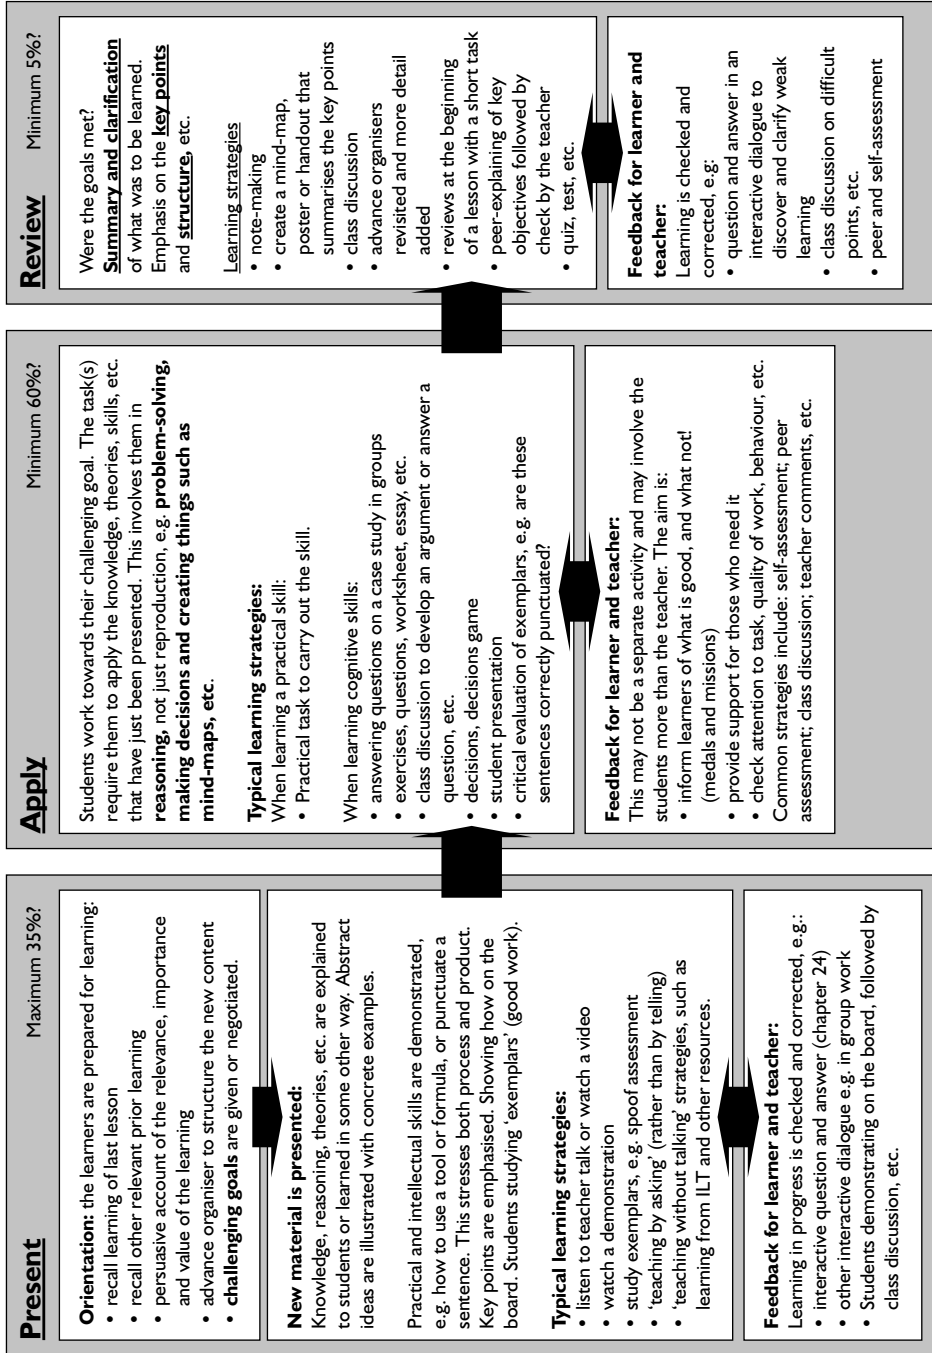 Present
Maximum 35%?
Orientation: the learners are prepared for learning:
• recall learning of last lesson
• recall other relevant prior learning
• persuasive account of the relevance, importance
and value of the learning
• advance organiser to structure the new content
• challenging goals are given or negotiated.
New material is presented:
Knowledge, reasoning, theories, etc. are explained
to students or learned in some other way. Abstract
ideas are illustrated with concrete examples.
Practical and intellectual skills are demonstrated,
e.g. how to use a tool or formula, or punctuate a
sentence. This stresses both process and product.
Key points are emphasised. Showing how on the
board. Students studying ‘exemplars’ (good work).
Typical learning strategies:
• listen to teacher talk or watch a video
• watch a demonstration
• study exemplars, e.g. spoof assessment
• ‘teaching by asking’ (rather than by telling)
• ‘teaching without talking’ strategies, such as
learning from ILT and other resources.
Feedback for learner and teacher:
Learning in progress is checked and corrected, e.g.:
• interactive question and answer (chapter 24)
• other interactive dialogue e.g. in group work
• Students demonstrating on the board, followed by
class discussion, etc.
Apply
Minimum 60%?
Students work towards their challenging goal. The task(s)
require them to apply the knowledge, theories, skills, etc.
that have just been presented. This involves them in
reasoning, not just reproduction, e.g. problem-solving,
making decisions and creating things such as
mind-maps, etc.
Typical learning strategies:
When learning a practical skill:
• Practical task to carry out the skill.
When learning cognitive skills:
• answering questions on a case study in groups
• exercises, questions, worksheet, essay, etc.
• class discussion to develop an argument or answer a
question, etc.
• decisions, decisions game
• student presentation
• critical evaluation of exemplars, e.g. are these
sentences correctly punctuated?
Feedback for learner and teacher:
This may not be a separate activity and may involve the
students more than the teacher. The aim is:
• inform learners of what is good, and what not!
(medals and missions)
• provide support for those who need it
• check attention to task, quality of work, behaviour, etc.
Common strategies include: self-assessment; peer
assessment; class discussion; teacher comments, etc.
Review
Minimum 5%?
Were the goals met?
Summary and clarification
of what was to be learned.
Emphasis on the key points
and structure, etc.
Learning strategies
• note-making
• create a mind-map,
poster or handout that
summarises the key points
• class discussion
• advance organisers
revisited and more detail
added
• reviews at the beginning
of a lesson with a short task
• peer-explaining of key
objectives followed by
check by the teacher
• quiz, test, etc.
Feedback for learner and
teacher:
Learning is checked and
corrected, e.g:
• question and answer in an
interactive dialogue to
discover and clarify weak
learning
• class discussion on difficult
points, etc.
• peer and self-assessment